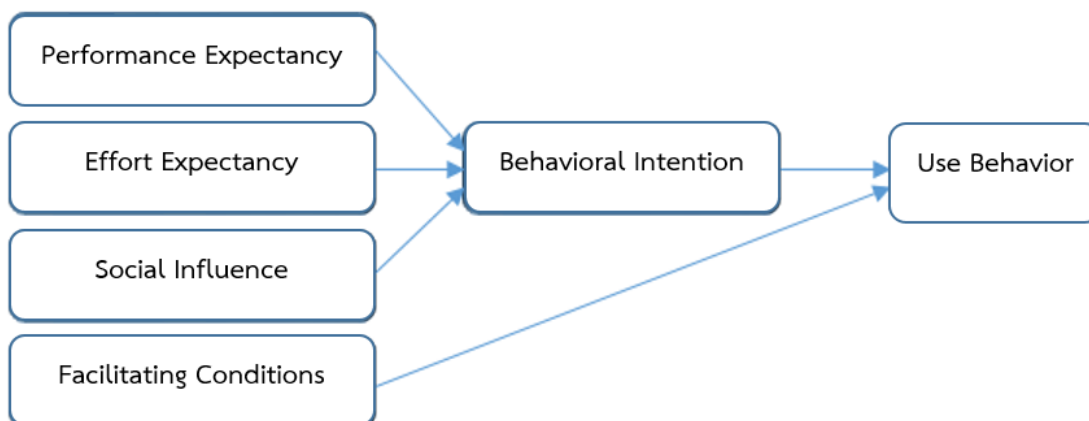 Performance Expectancy
Effort Expectancy
Behavioral Intention
Use Behavior
Social Influence
Facilitating Conditions